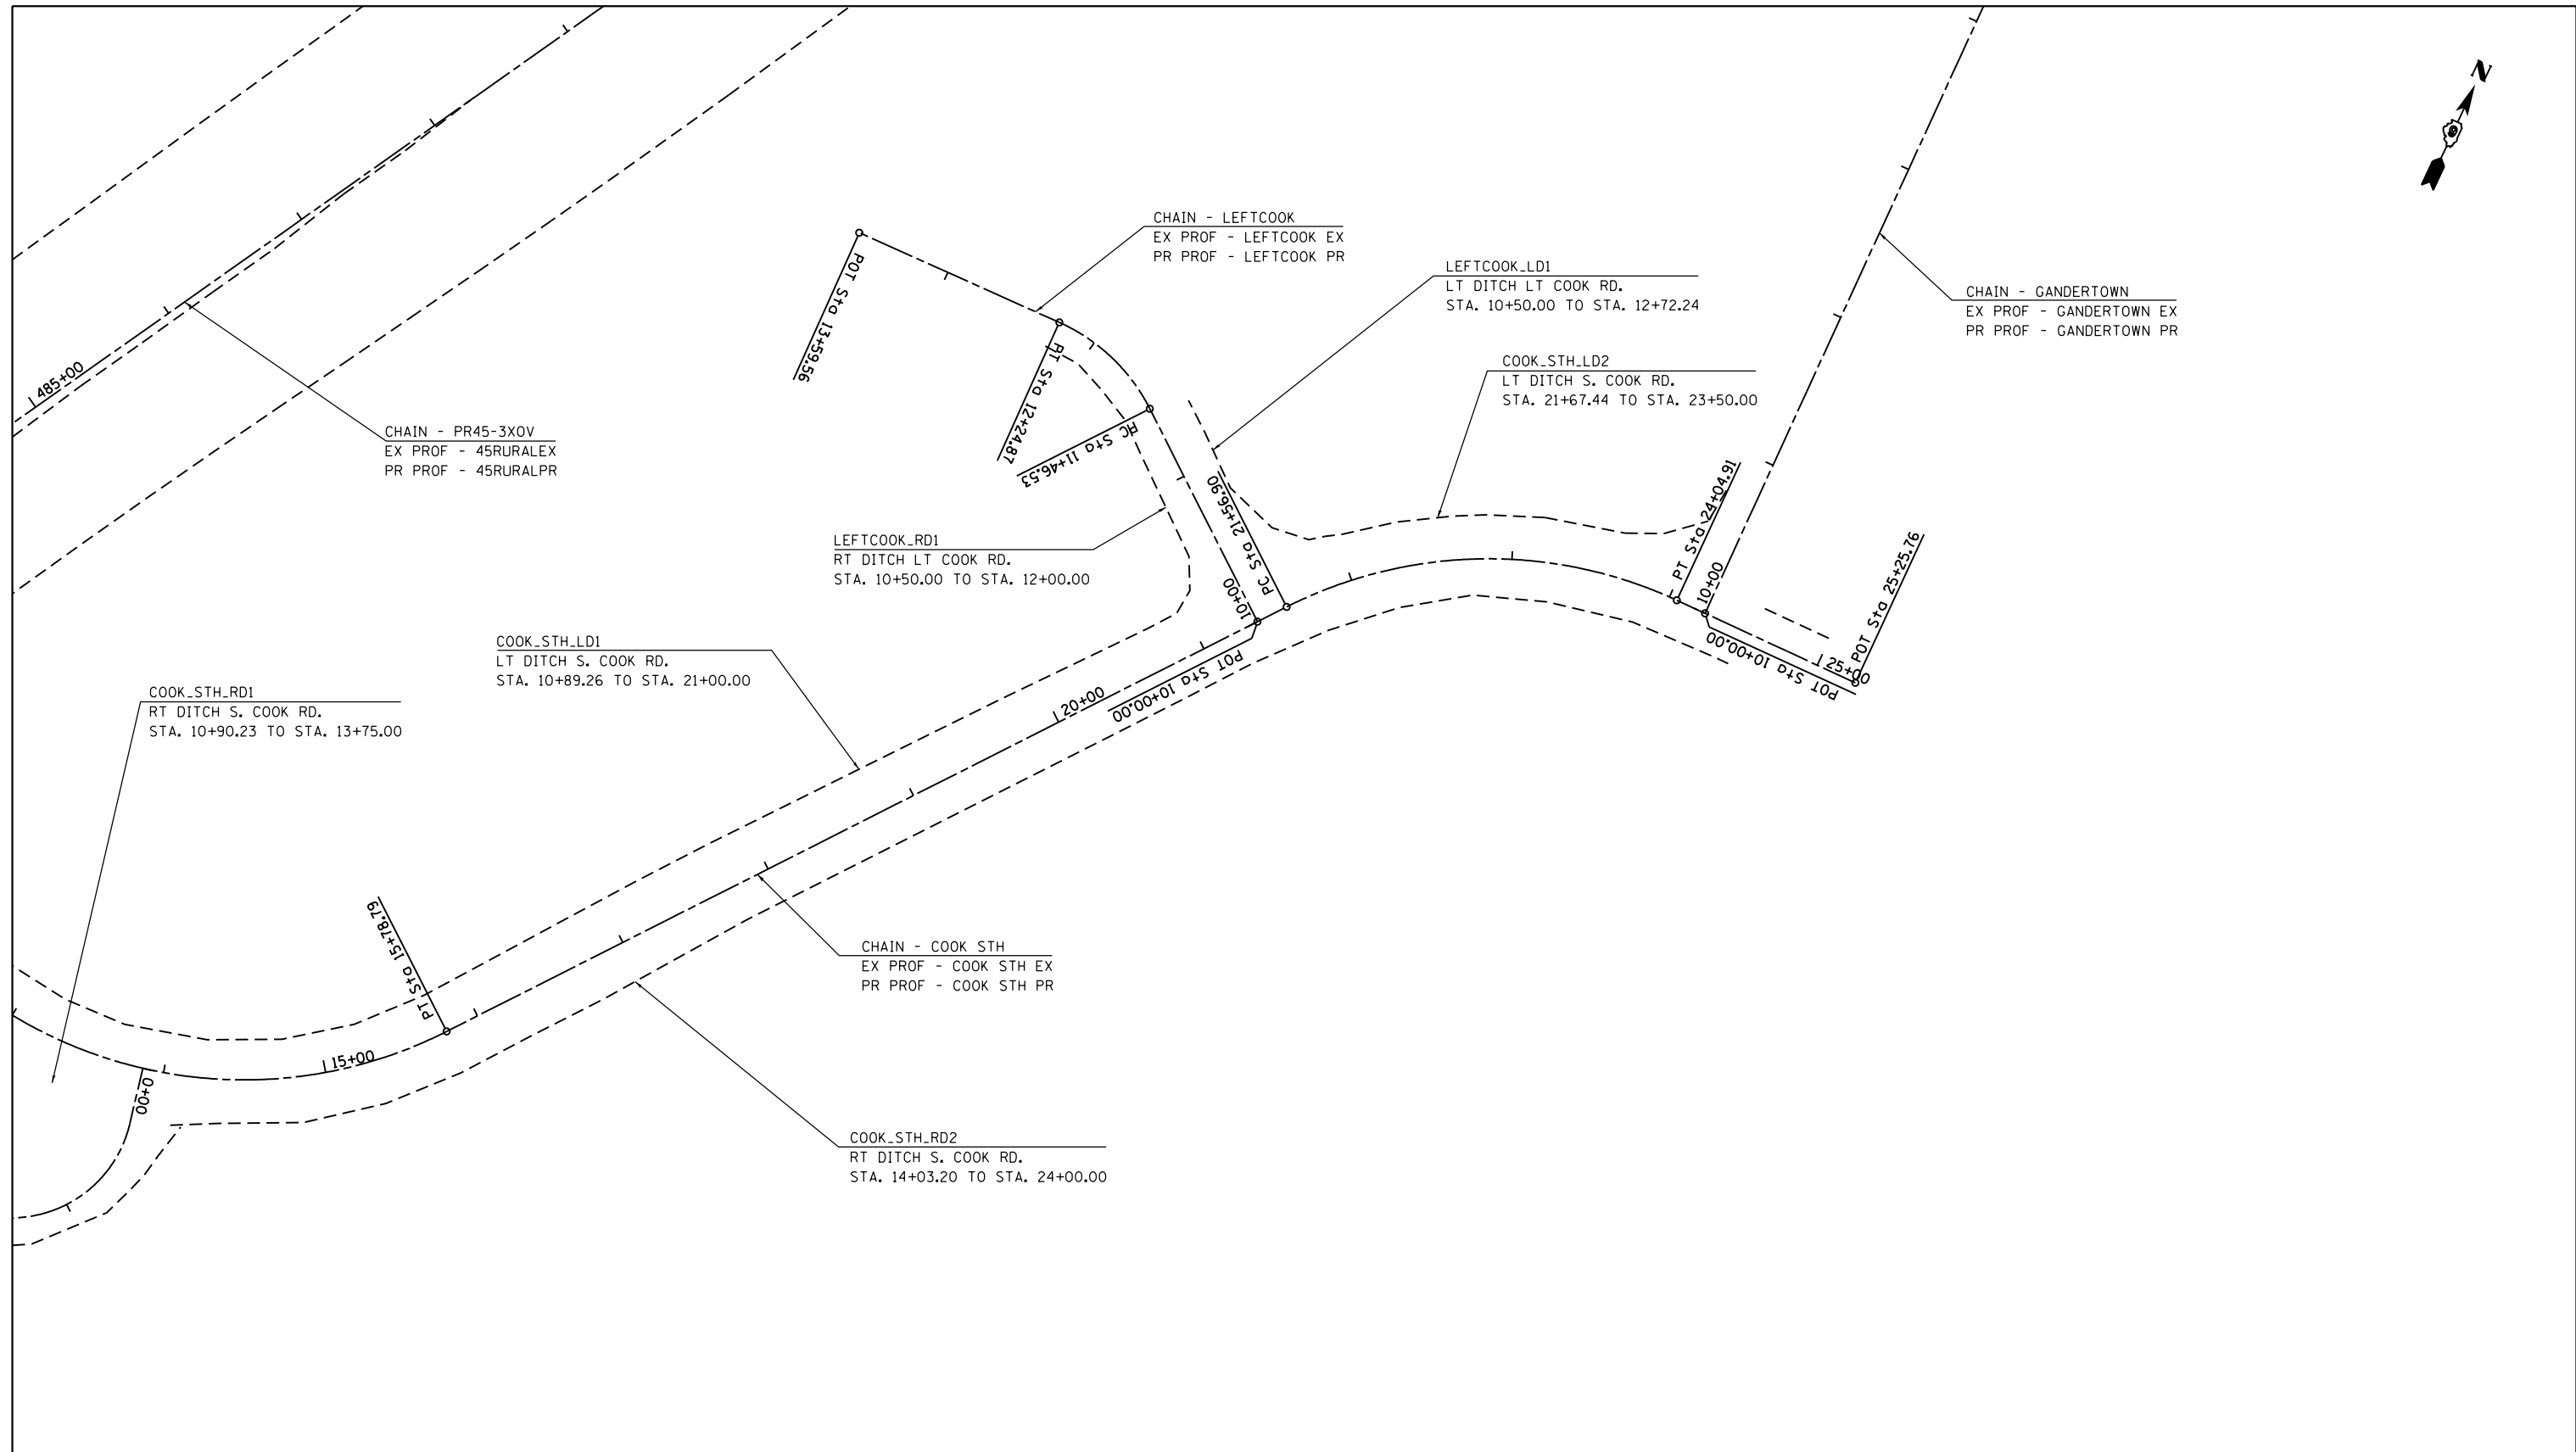 N
CHAIN - LEFTCOOK
EX PROF - LEFTCOOK EX
PR PROF - LEFTCOOK PR
LEFTCOOK_LD1
LT DITCH LT COOK RD.
STA. 10+50.00 TO STA. 12+72.24
CHAIN - GANDERTOWN
EX PROF - GANDERTOWN EX
PR PROF - GANDERTOWN PR
COOK_STH_LD2
LT DITCH S. COOK RD.
STA. 21+67.44 TO STA. 23+50.00
POT Sta 13+59.56
PT Sta 12+24.87
PC Sta 11+46.53
485+00
CHAIN - PR45-3XOV
EX PROF - 45RURALEX
PR PROF - 45RURALPR
PC Sta 21+56.90
PT Sta 24+04.91
LEFTCOOK_RD1
RT DITCH LT COOK RD.
STA. 10+50.00 TO STA. 12+00.00
10+00
10+00
POT Sta 25+25.76
25+00
POT Sta 10+00.00
POT Sta 10+00.00
20+00
COOK_STH_LD1
LT DITCH S. COOK RD.
STA. 10+89.26 TO STA. 21+00.00
COOK_STH_RD1
RT DITCH S. COOK RD.
STA. 10+90.23 TO STA. 13+75.00
PT Sta 15+78.79
CHAIN - COOK STH
EX PROF - COOK STH EX
PR PROF - COOK STH PR
15+00
0+00
COOK_STH_RD2
RT DITCH S. COOK RD.
STA. 14+03.20 TO STA. 24+00.00